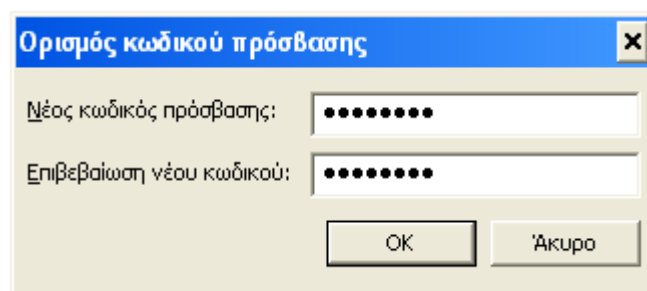 Ορισμός κωδικού πρόσβασης
Νέος κωδικός πρόσβασης: ●●●●●●●●
Επιβεβαίωση νέου κωδικού: ●●●●●●●●
OK Άκυρο